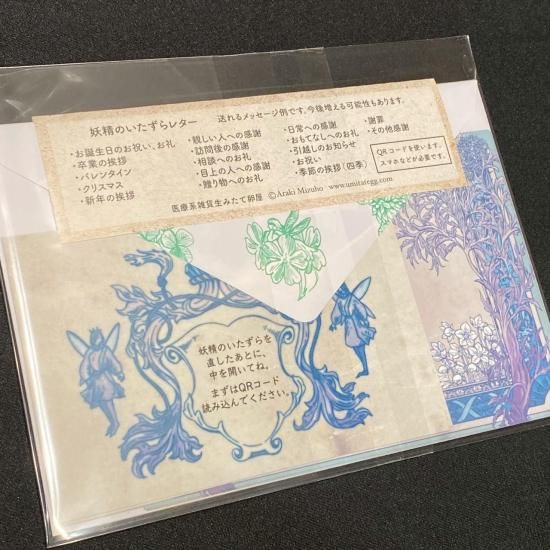 妖精のいたずらレター
送れるメッセージ例です。今後増える可能性もあります。
・お誕生日のお祝い、お礼
・卒業の挨拶
・バレンタイン
・クリスマス
・新年の挨拶
・親しい人への感謝
・訪問後の感謝
・相談へのお礼
・目上の人への感謝
・贈り物へのお礼
・日常への感謝
・おもてなしへのお礼
・引越しのお知らせ
・お祝い
・季節の挨拶（四季）
・謝罪
・その他感謝
QRコードを使います。
スマホなどが必要です。
医療系雑貨生みたて卵屋 ©Araki Mizuho www.umitategg.com
妖精のいたずらを
直したあとに、
中を開いてね。
まずはQRコード
読み込んでください。